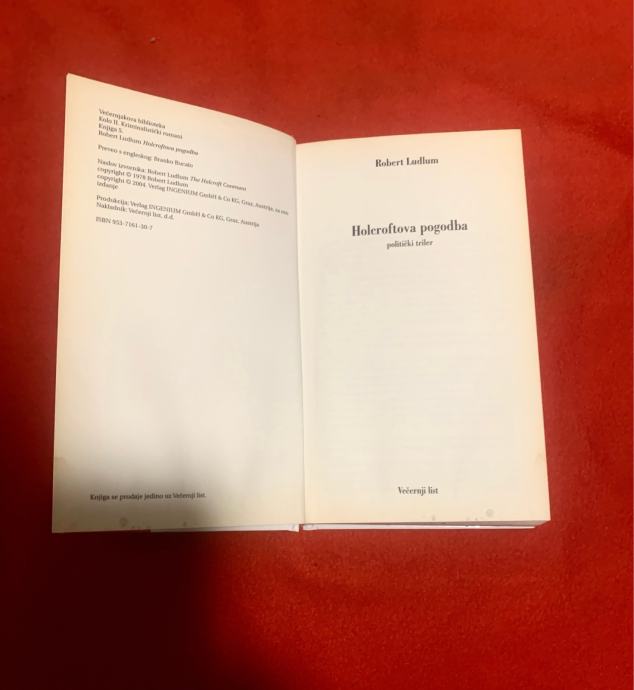 Večernjakova biblioteka
Kolo II. Kriminalistički romani
Knjiga 5.
Robert Ludlum Holcroftova pogodba
Preveo s engleskog: Branko Bucalo
Naslov izvornika: Robert Ludlum The Holcroft Covenant
copyright © 1978 Robert Ludlum
copyright © 2004. Verlag INGENIUM GmbH & Co KG, Graz, Austrija, za ovo
izdanje
Produkcija: Verlag INGENIUM GmbH & Co KG, Graz, Austrija
Nakladnik: Večernji list, d.d.
ISBN 953-7161-30-7
Knjiga se prodaje jedino uz Večernji list.
Robert Ludlum
Holcroftova pogodba
politički triler
Večernji list